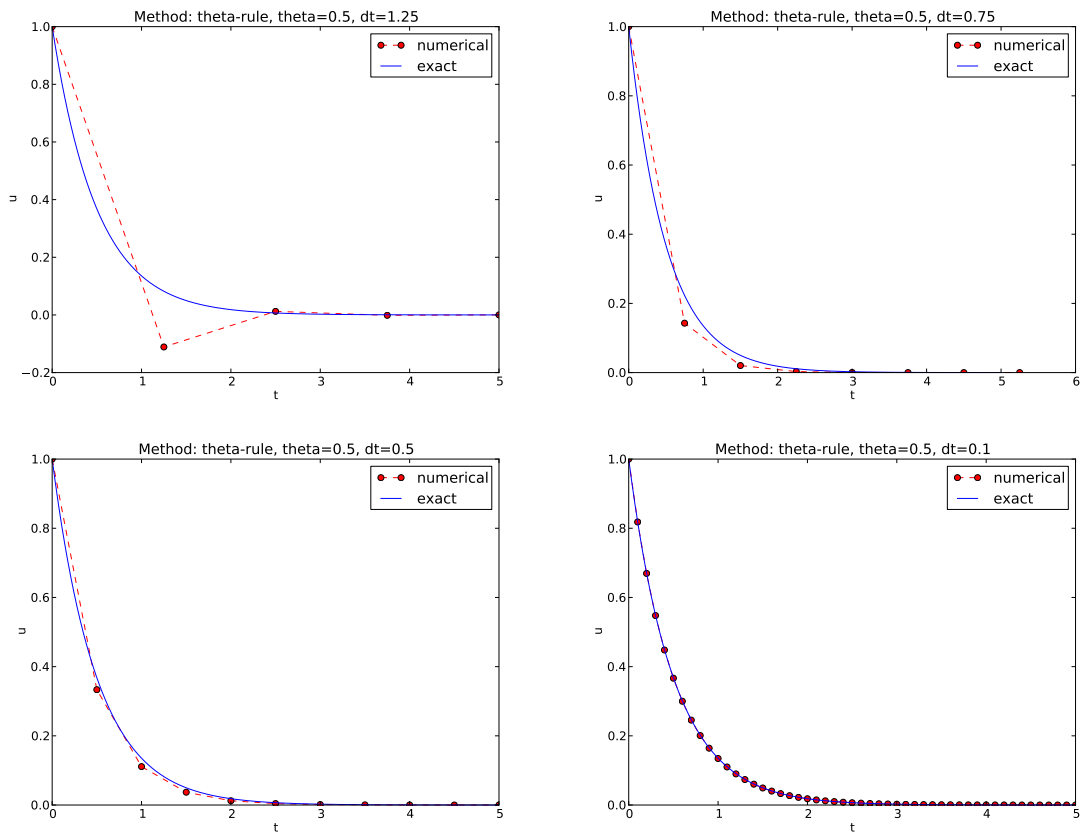 Method: theta-rule, theta=0.5, dt=1.25
1.0
0.8
0.6
0.4
0.2
0.0
−0.2
u
0 1 2 3 4 5
t
numerical
exact
Method: theta-rule, theta=0.5, dt=0.75
1.0
0.8
0.6
0.4
0.2
0.0
u
0 1 2 3 4 5 6
t
numerical
exact
Method: theta-rule, theta=0.5, dt=0.5
1.0
0.8
0.6
0.4
0.2
0.0
u
0 1 2 3 4 5
t
numerical
exact
Method: theta-rule, theta=0.5, dt=0.1
1.0
0.8
0.6
0.4
0.2
0.0
u
0 1 2 3 4 5
t
numerical
exact